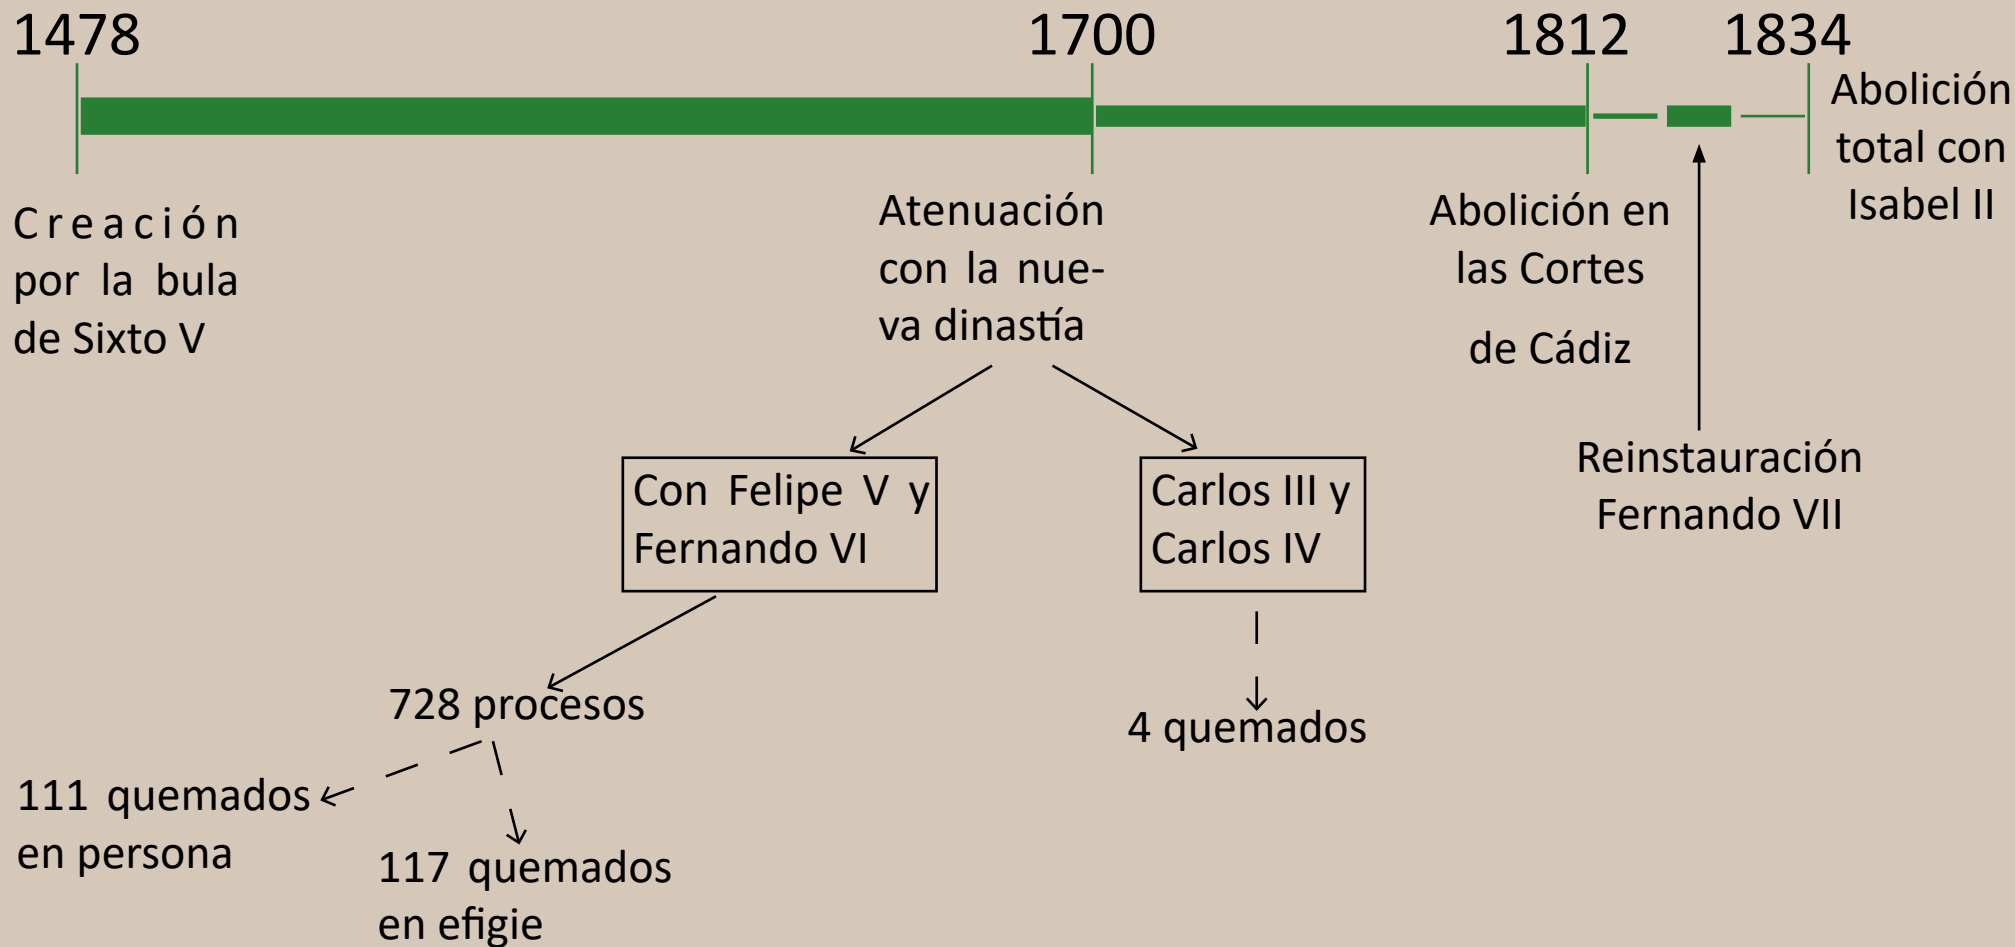 1478
1700
1812
1834
Creación
por la bula
de Sixto V
Atenuación
con la nue-
va dinastía
Abolición en
las Cortes
de Cádiz
Abolición
total con
Isabel II
Reinstauración
Fernando VII
Con Felipe V y
Fernando VI
Carlos III y
Carlos IV
728 procesos
4 quemados
111 quemados
en persona
117 quemados
en efigie